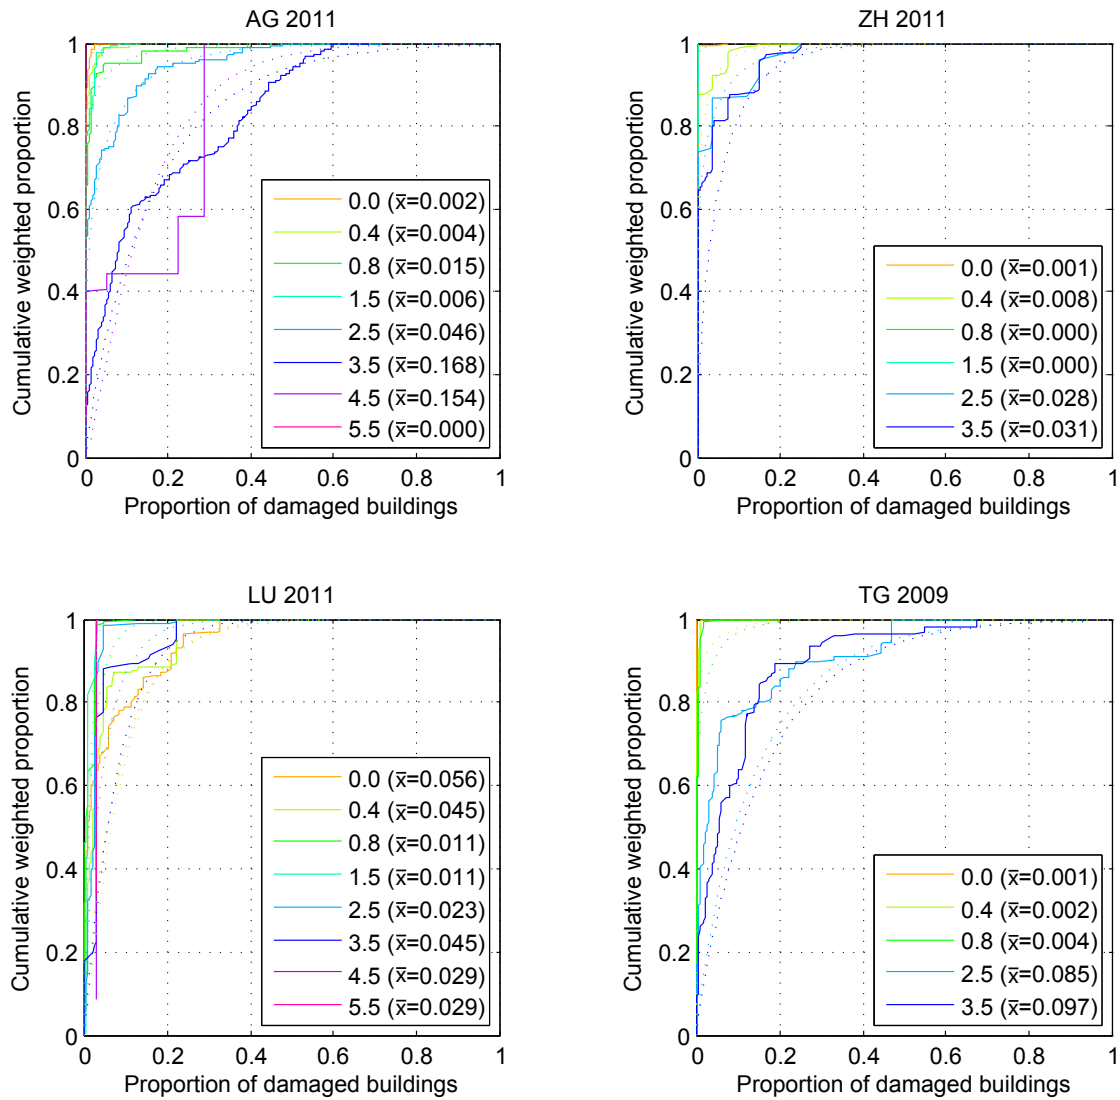 AG 2011
Cumulative weighted proportion
1
0.8
0.6
0.4
0.2
0
0.0 (x̄=0.002)
0.4 (x̄=0.004)
0.8 (x̄=0.015)
1.5 (x̄=0.006)
2.5 (x̄=0.046)
3.5 (x̄=0.168)
4.5 (x̄=0.154)
5.5 (x̄=0.000)
0 0.2 0.4 0.6 0.8 1
Proportion of damaged buildings
ZH 2011
Cumulative weighted proportion
1
0.8
0.6
0.4
0.2
0
0.0 (x̄=0.001)
0.4 (x̄=0.008)
0.8 (x̄=0.000)
1.5 (x̄=0.000)
2.5 (x̄=0.028)
3.5 (x̄=0.031)
0 0.2 0.4 0.6 0.8 1
Proportion of damaged buildings
LU 2011
Cumulative weighted proportion
1
0.8
0.6
0.4
0.2
0
0.0 (x̄=0.056)
0.4 (x̄=0.045)
0.8 (x̄=0.011)
1.5 (x̄=0.011)
2.5 (x̄=0.023)
3.5 (x̄=0.045)
4.5 (x̄=0.029)
5.5 (x̄=0.029)
0 0.2 0.4 0.6 0.8 1
Proportion of damaged buildings
TG 2009
Cumulative weighted proportion
1
0.8
0.6
0.4
0.2
0
0.0 (x̄=0.001)
0.4 (x̄=0.002)
0.8 (x̄=0.004)
2.5 (x̄=0.085)
3.5 (x̄=0.097)
0 0.2 0.4 0.6 0.8 1
Proportion of damaged buildings